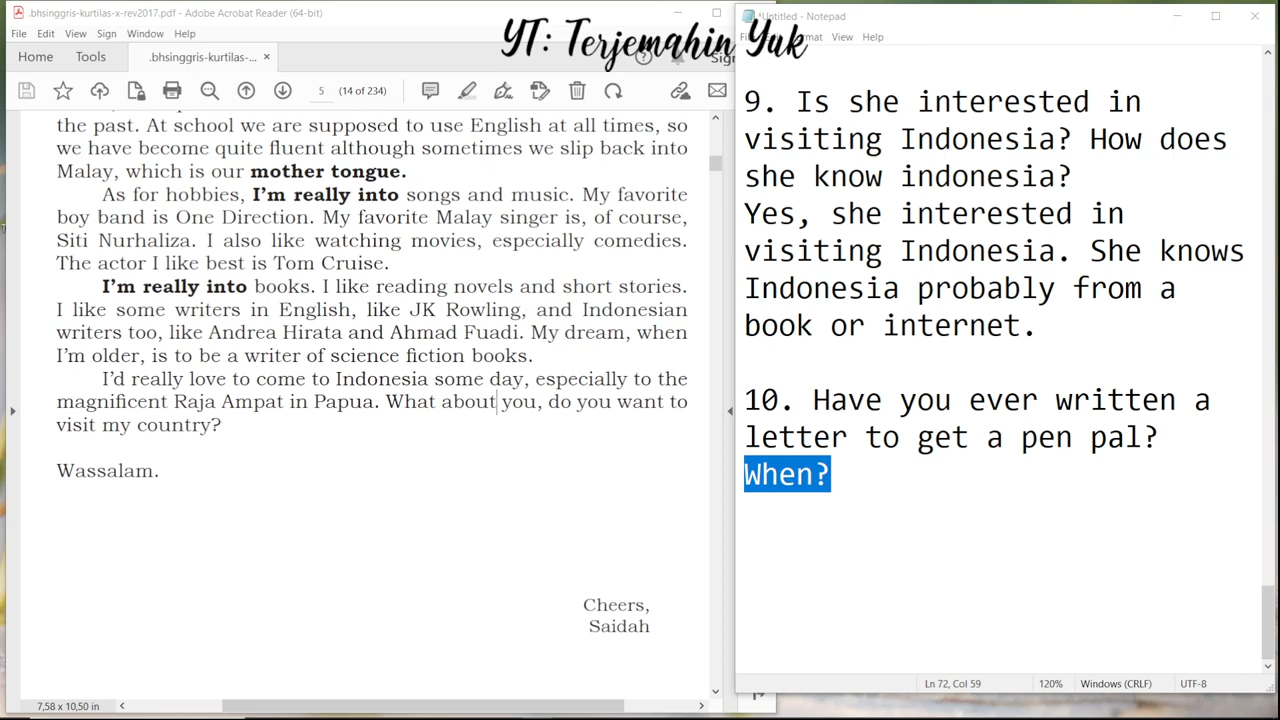 .bhsinggris-kurtilas-x-rev2017.pdf - Adobe Acrobat Reader (64-bit)
File Edit View Sign Window Help
Home Tools .bhsinggris-kurtilas-... × Sign
5 (14 of 234)
the past. At school we are supposed to use English at all times, so
we have become quite fluent although sometimes we slip back into
Malay, which is our mother tongue.
As for hobbies, I'm really into songs and music. My favorite
boy band is One Direction. My favorite Malay singer is, of course,
Siti Nurhaliza. I also like watching movies, especially comedies.
The actor I like best is Tom Cruise.
I'm really into books. I like reading novels and short stories.
I like some writers in English, like JK Rowling, and Indonesian
writers too, like Andrea Hirata and Ahmad Fuadi. My dream, when
I'm older, is to be a writer of science fiction books.
I'd really love to come to Indonesia some day, especially to the
magnificent Raja Ampat in Papua. What about you, do you want to
visit my country?
Wassalam.
Cheers,
Saidah
7,58 x 10,50 in
YT: Terjemahin Yuk
*Untitled - Notepad
View Help
9. Is she interested in
visiting Indonesia? How does
she know indonesia?
Yes, she interested in
visiting Indonesia. She knows
Indonesia probably from a
book or internet.
10. Have you ever written a
letter to get a pen pal?
When?
Ln 72, Col 59 120% Windows (CRLF) UTF-8